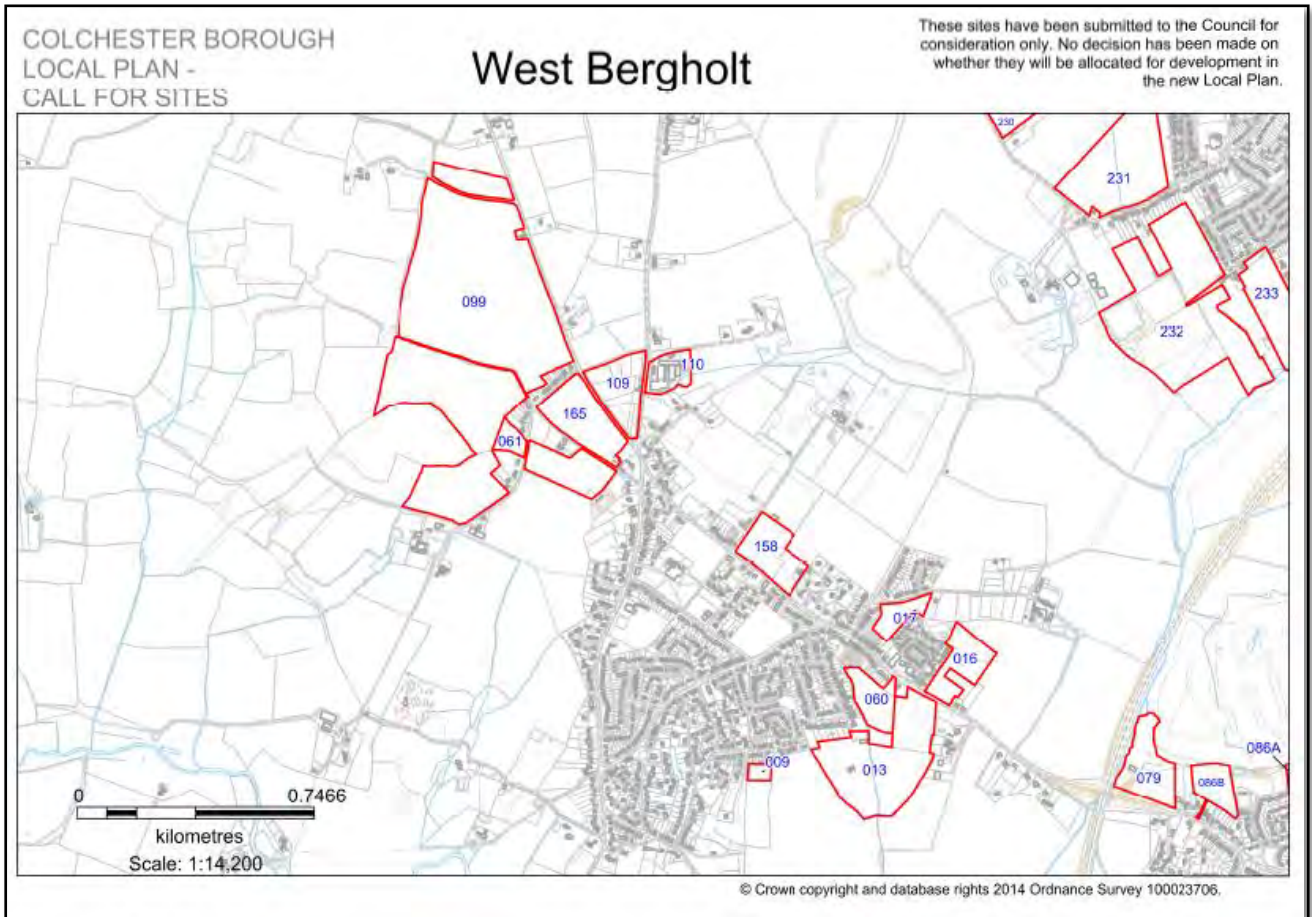 COLCHESTER BOROUGH
LOCAL PLAN -
CALL FOR SITES
West Bergholt
These sites have been submitted to the Council for
consideration only. No decision has been made on
whether they will be allocated for development in
the new Local Plan.
230
231
099
233
232
110
109
165
061
158
017
016
060
086A
009
013
079
086B
0 0.7466
kilometres
Scale: 1:14,200
© Crown copyright and database rights 2014 Ordnance Survey 100023706.